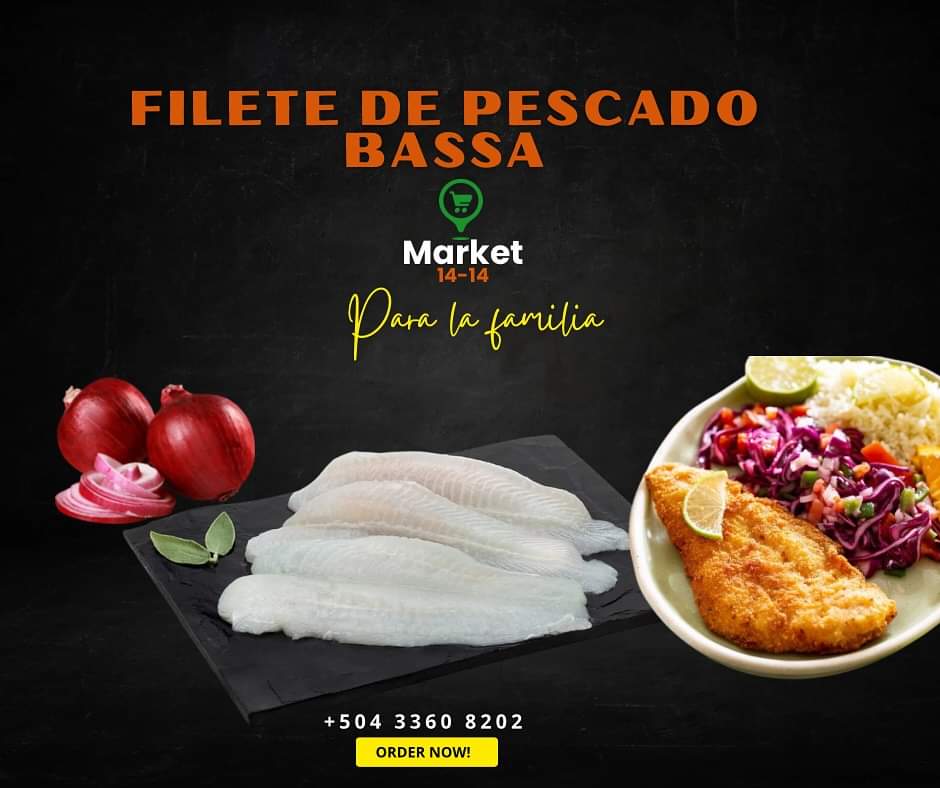 FILETE DE PESCADO
BASSA
Market
14-14
Para la familia
+504 3360 8202
ORDER NOW!